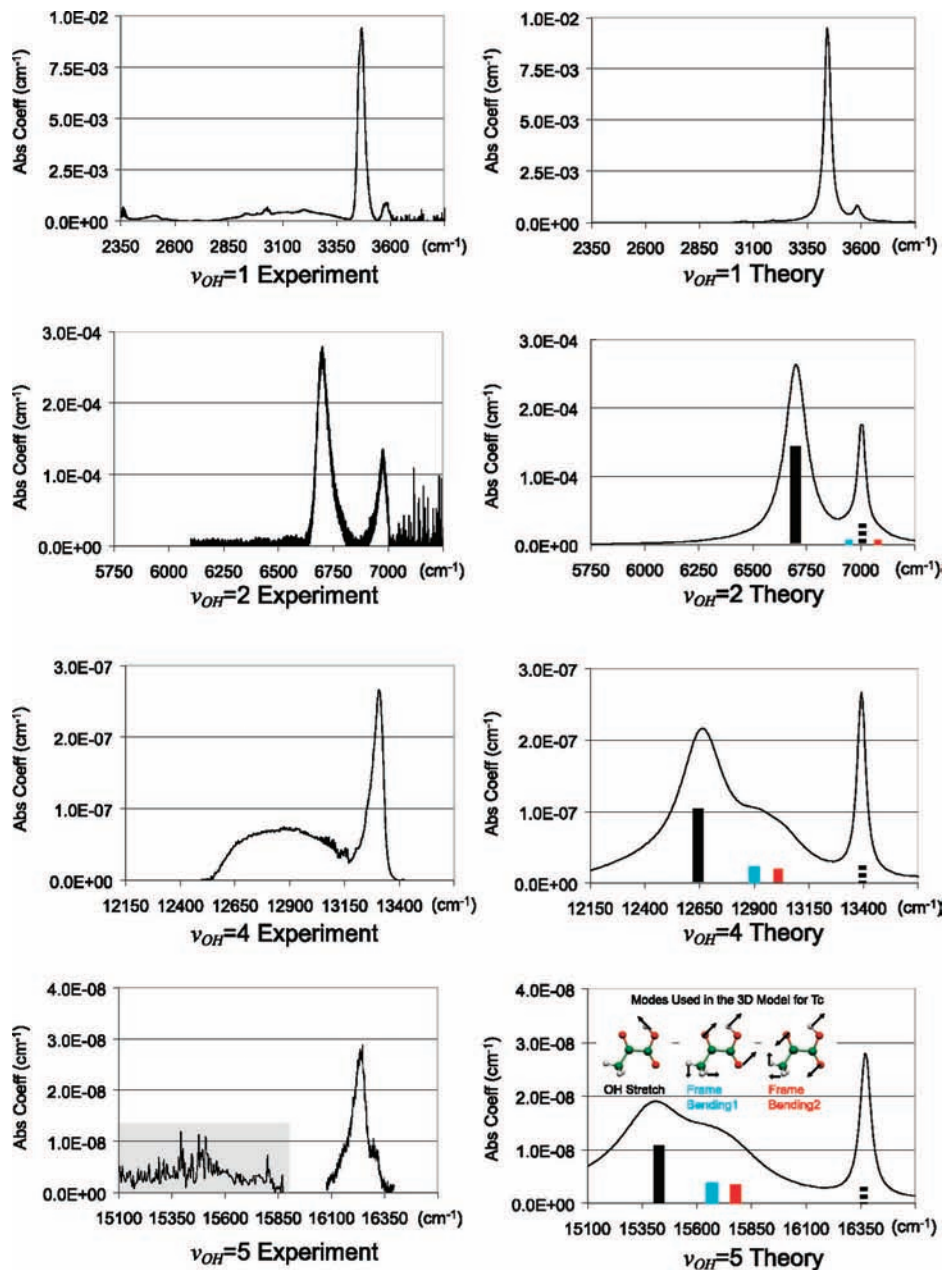 1.0E-02
7.5E-03
5.0E-03
2.5E-03
0.0E+00
Abs Coeff (cm⁻¹)
2350 2600 2850 3100 3350 3600 (cm⁻¹)
νOH=1 Experiment
1.0E-02
7.5E-03
5.0E-03
2.5E-03
0.0E+00
Abs Coeff (cm⁻¹)
2350 2600 2850 3100 3350 3600 (cm⁻¹)
νOH=1 Theory
3.0E-04
2.0E-04
1.0E-04
0.0E+00
Abs Coeff (cm⁻¹)
5750 6000 6250 6500 6750 7000 (cm⁻¹)
νOH=2 Experiment
3.0E-04
2.0E-04
1.0E-04
0.0E+00
Abs Coeff (cm⁻¹)
5750 6000 6250 6500 6750 7000 (cm⁻¹)
νOH=2 Theory
3.0E-07
2.0E-07
1.0E-07
0.0E+00
Abs Coeff (cm⁻¹)
12150 12400 12650 12900 13150 13400 (cm⁻¹)
νOH=4 Experiment
3.0E-07
2.0E-07
1.0E-07
0.0E+00
Abs Coeff (cm⁻¹)
12150 12400 12650 12900 13150 13400 (cm⁻¹)
νOH=4 Theory
4.0E-08
3.0E-08
2.0E-08
1.0E-08
0.0E+00
Abs Coeff (cm⁻¹)
15100 15350 15600 15850 16100 16350 (cm⁻¹)
νOH=5 Experiment
4.0E-08
3.0E-08
2.0E-08
1.0E-08
0.0E+00
Abs Coeff (cm⁻¹)
Modes Used in the 3D Model for Tc
OH Stretch
Frame
Bending1
Frame
Bending2
15100 15350 15600 15850 16100 16350 (cm⁻¹)
νOH=5 Theory